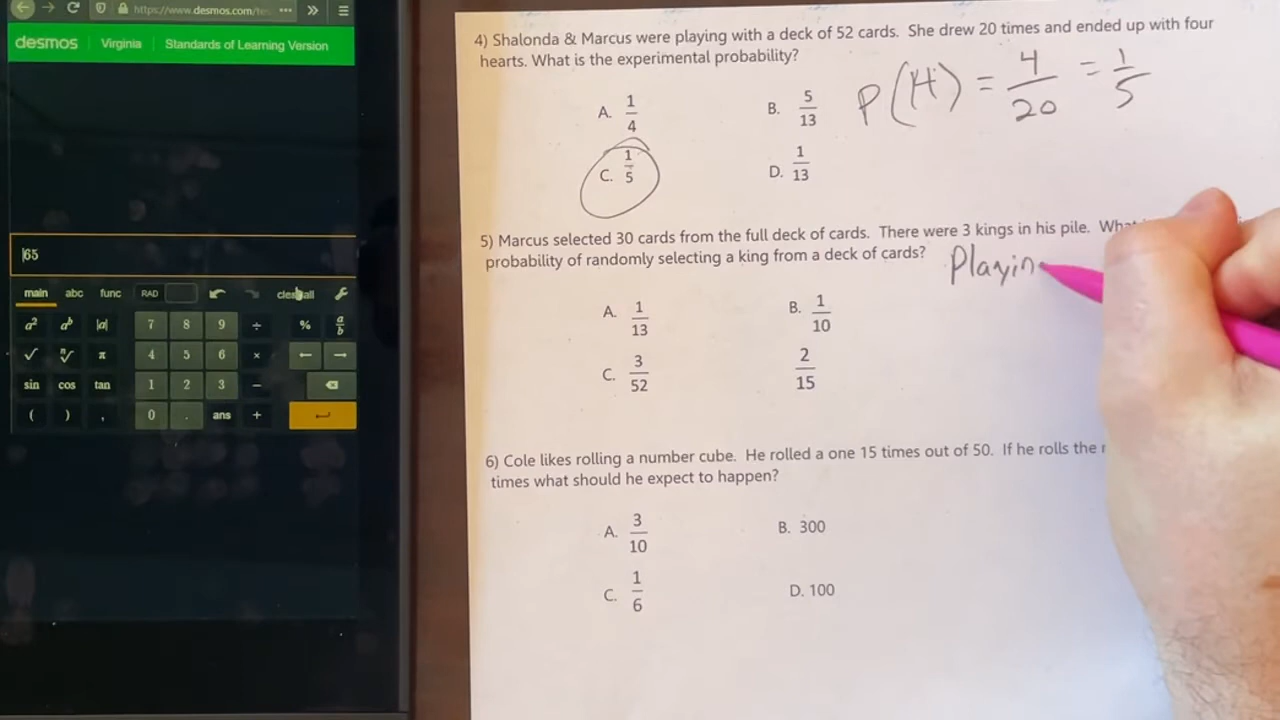 https://www.desmos.com/tes
desmos Virginia Standards of Learning Version
65
main abc func RAD clear all
a² aᵇ |a| 7 8 9 ÷ % a/b
√ ⁿ√ π 4 5 6 × ← →
sin cos tan 1 2 3 −
( ) , 0 . ans +
4) Shalonda & Marcus were playing with a deck of 52 cards. She drew 20 times and ended up with four
hearts. What is the experimental probability?
P(H) = 4/20 = 1/5
A. 1/4 B. 5/13
C. 1/5 D. 1/13
5) Marcus selected 30 cards from the full deck of cards. There were 3 kings in his pile.
probability of randomly selecting a king from a deck of cards?
Playin
A. 1/13 B. 1/10
C. 3/52 2/15
6) Cole likes rolling a number cube. He rolled a one 15 times out of 50. If he rolls the
times what should he expect to happen?
A. 3/10 B. 300
C. 1/6 D. 100